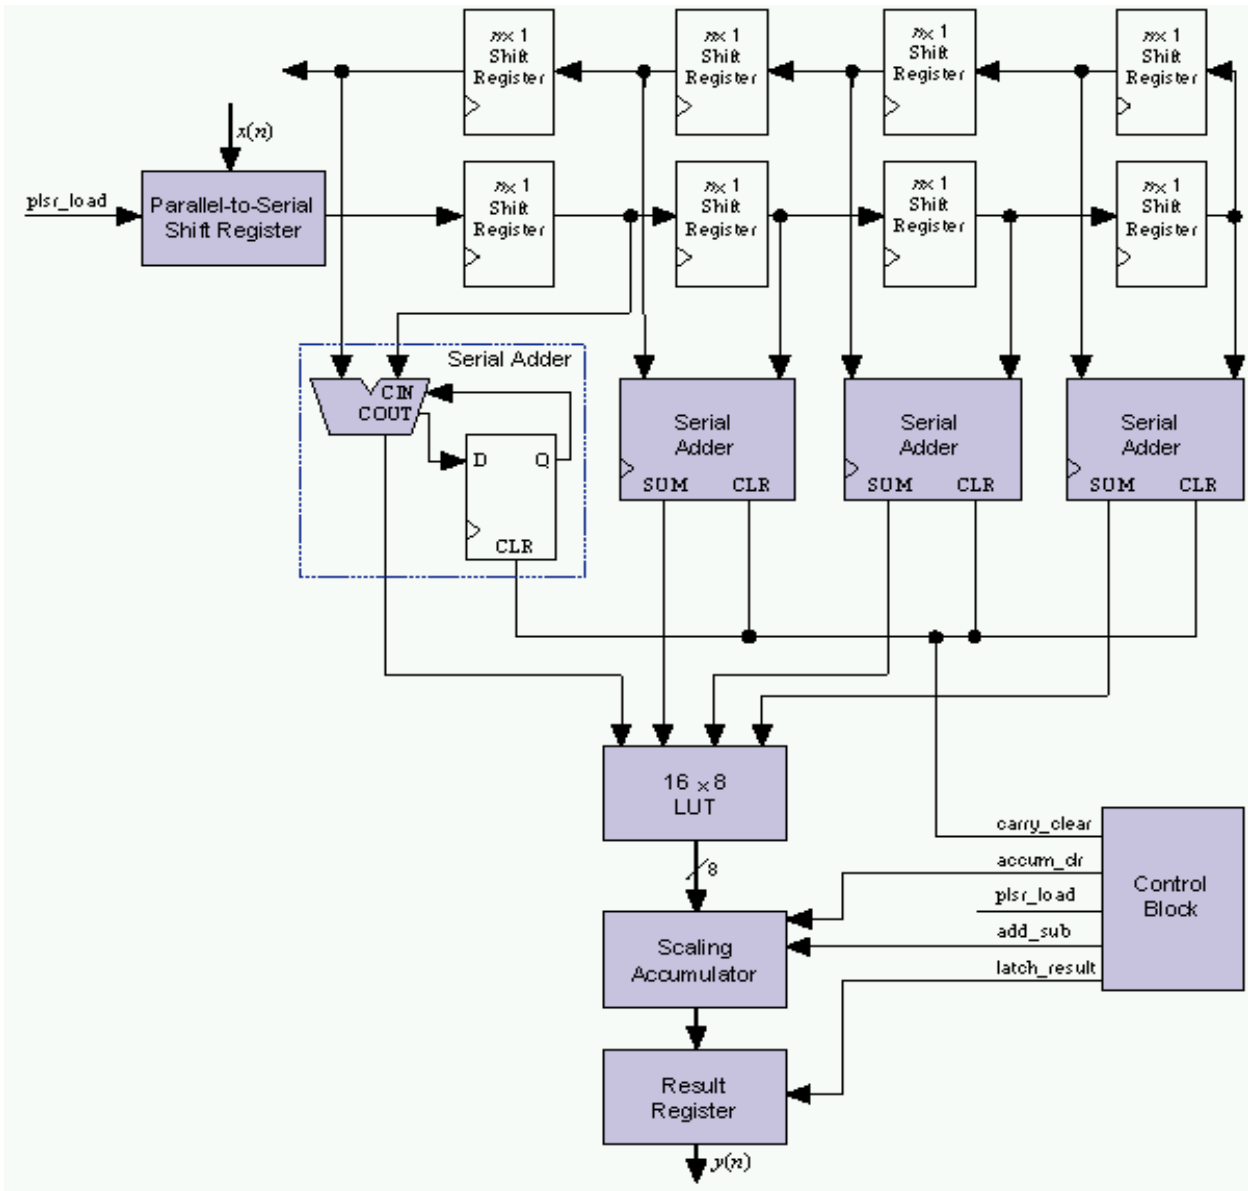 n× 1
Shift
Register
n× 1
Shift
Register
n× 1
Shift
Register
n× 1
Shift
Register
x(n)
plsr_load
Parallel-to-Serial
Shift Register
n× 1
Shift
Register
n× 1
Shift
Register
n× 1
Shift
Register
n× 1
Shift
Register
Serial Adder
CIN
COUT
D Q
CLR
Serial
Adder
SUM CLR
Serial
Adder
SUM CLR
Serial
Adder
SUM CLR
16 × 8
LUT
8
carry_clear
accum_clr
plsr_load
add_sub
latch_result
Control
Block
Scaling
Accumulator
Result
Register
y(n)